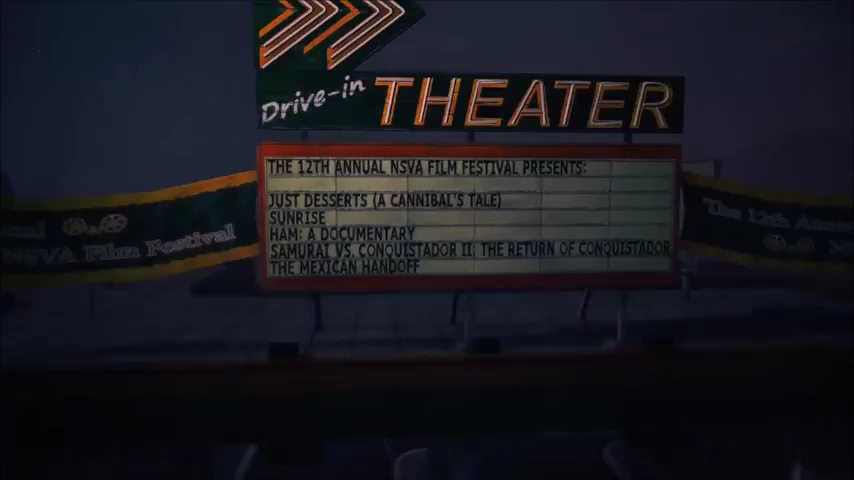 Drive-in THEATER
THE 12TH ANNUAL NSVA FILM FESTIVAL PRESENTS:
JUST DESSERTS (A CANNIBAL'S TALE)
SUNRISE
HAM: A DOCUMENTARY
SAMURAI VS. CONQUISTADOR II: THE RETURN OF CONQUISTADOR
THE MEXICAN HANDOFF
NSVA Film Festival
The 12th